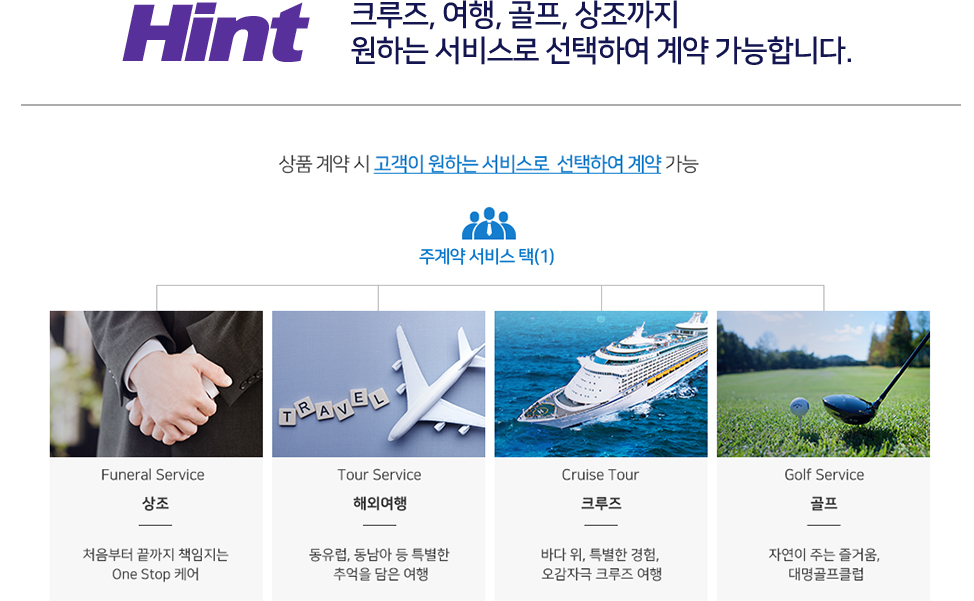 Hint
크루즈, 여행, 골프, 상조까지
원하는 서비스로 선택하여 계약 가능합니다.
상품 계약 시 고객이 원하는 서비스로 선택하여 계약 가능
주계약 서비스 택(1)
TRAVEL
Funeral Service
상조
처음부터 끝까지 책임지는
One Stop 케어
Tour Service
해외여행
동유럽, 동남아 등 특별한
추억을 담은 여행
Cruise Tour
크루즈
바다 위, 특별한 경험,
오감자극 크루즈 여행
Golf Service
골프
자연이 주는 즐거움,
대명골프클럽